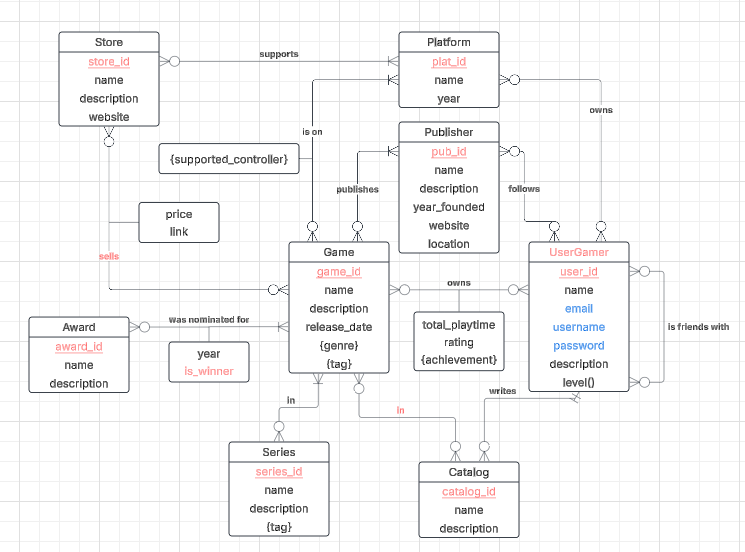 Store
store_id
name
description
website
supports
Platform
plat_id
name
year
owns
is on
{supported_controller}
Publisher
pub_id
name
description
year_founded
website
location
publishes
follows
price
link
sells
Game
game_id
name
description
release_date
{genre}
{tag}
owns
total_playtime
rating
{achievement}
UserGamer
user_id
name
email
username
password
description
level()
is friends with
Award
award_id
name
description
was nominated for
year
is_winner
in
in
writes
Series
series_id
name
description
{tag}
Catalog
catalog_id
name
description